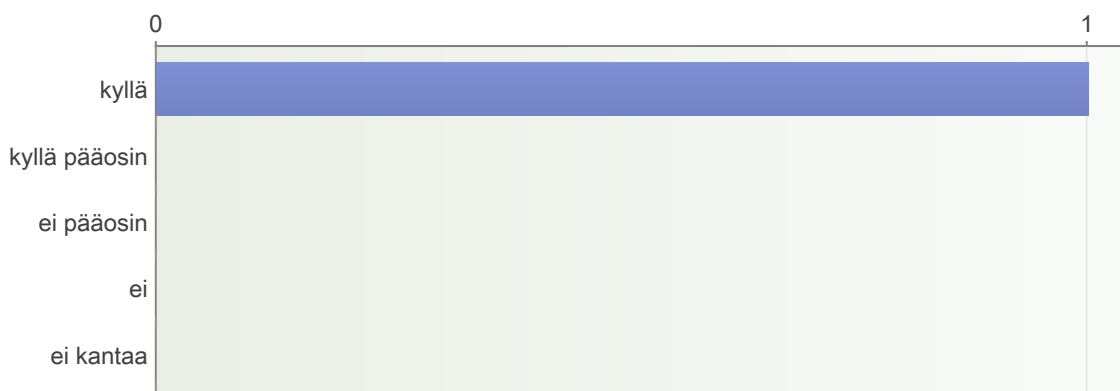 0 1
kyllä
kyllä pääosin
ei pääosin
ei
ei kantaa